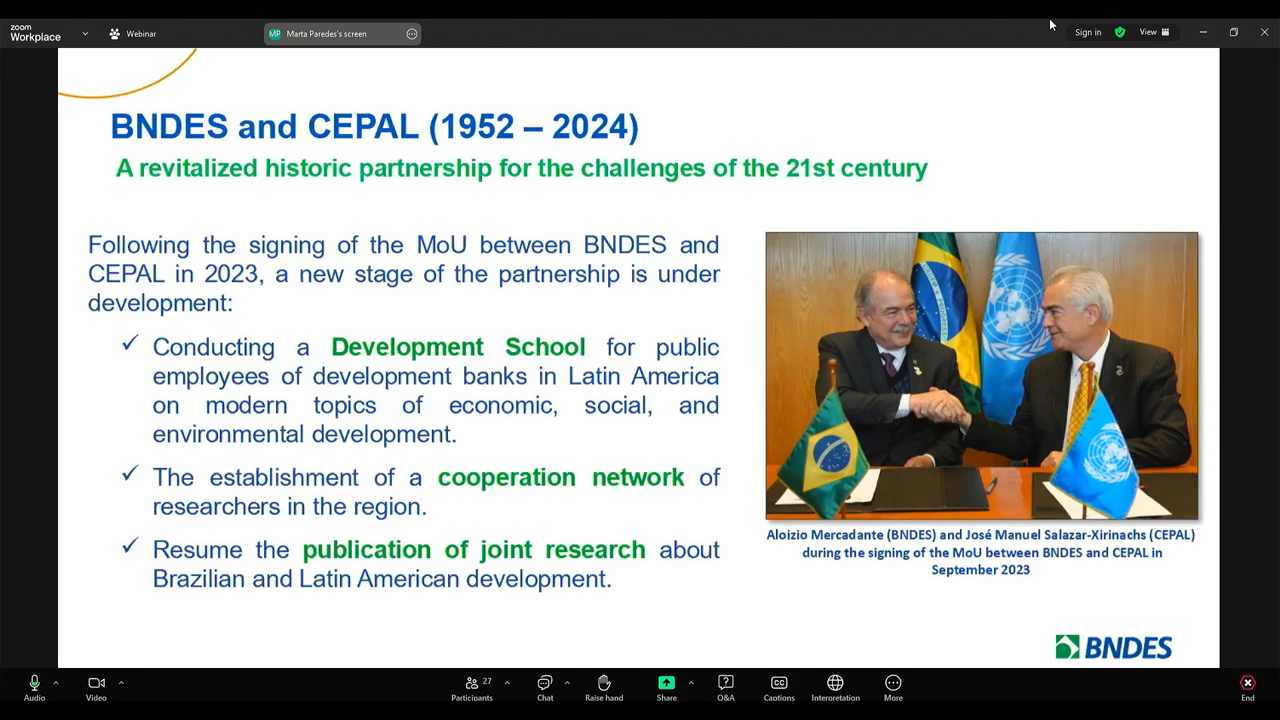 zoom
Workplace
Webinar
MP Marta Paredes's screen
Sign in
View
BNDES and CEPAL (1952 – 2024)
A revitalized historic partnership for the challenges of the 21st century
Following the signing of the MoU between BNDES and
CEPAL in 2023, a new stage of the partnership is under
development:
Conducting a Development School for public
employees of development banks in Latin America
on modern topics of economic, social, and
environmental development.
The establishment of a cooperation network of
researchers in the region.
Resume the publication of joint research about
Brazilian and Latin American development.
Aloizio Mercadante (BNDES) and José Manuel Salazar-Xirinachs (CEPAL)
during the signing of the MoU between BNDES and CEPAL in
September 2023
BNDES
Audio
Video
Participants 27
Chat
Raise hand
Share
Q&A
CC
Captions
Interpretation
More
End